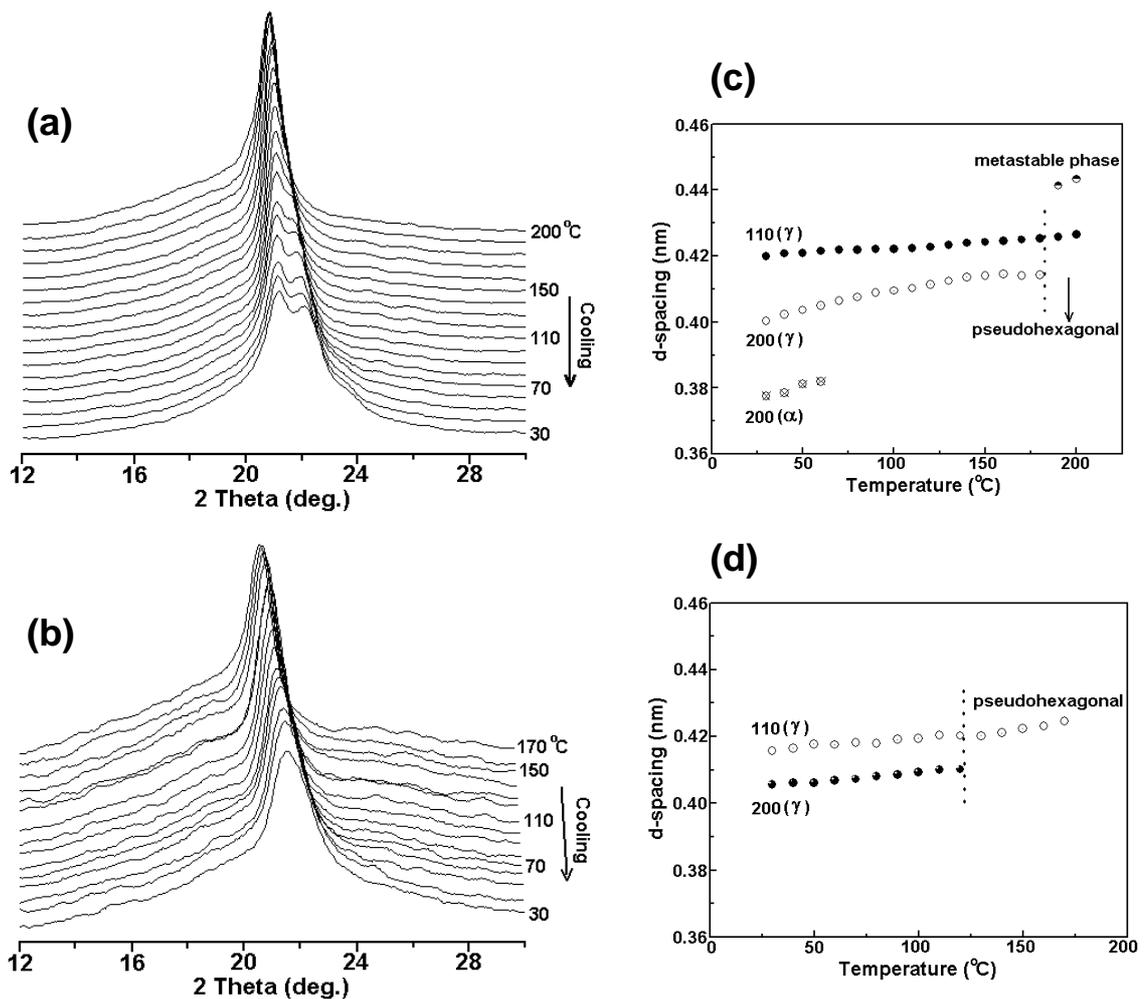 (a)
200 °C
150
110
70
30
Cooling
12 16 20 24 28
2 Theta (deg.)
(c)
0.46
0.44
0.42
0.40
0.38
0.36
d-spacing (nm)
metastable phase
110 (γ)
200 (γ)
pseudohexagonal
200 (α)
0 50 100 150 200
Temperature (°C)
(b)
170 °C
150
110
70
30
Cooling
12 16 20 24 28
2 Theta (deg.)
(d)
0.46
0.44
0.42
0.40
0.38
0.36
d-spacing (nm)
pseudohexagonal
110 (γ)
200 (γ)
0 50 100 150 200
Temperature (°C)